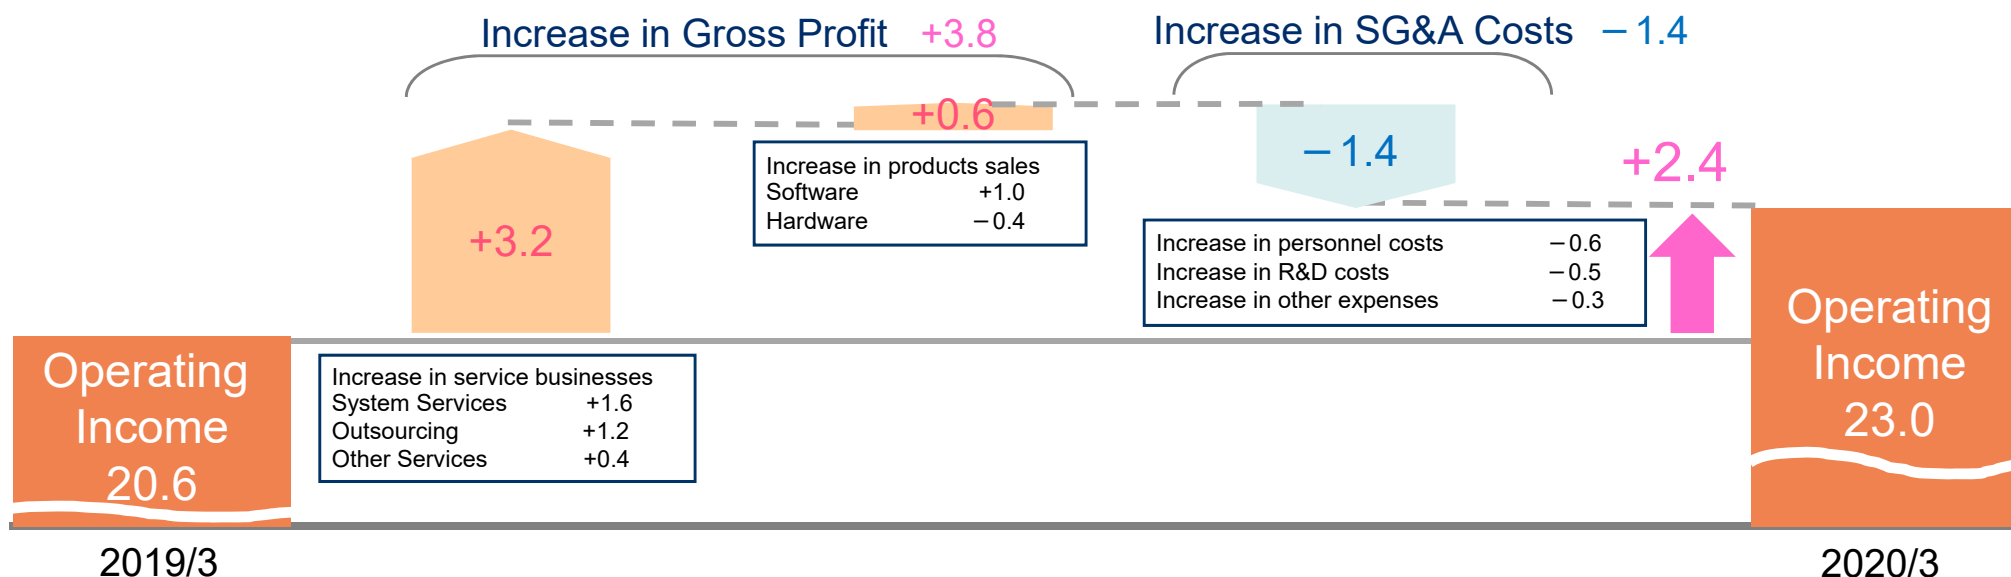 Increase in Gross Profit +3.8
Increase in SG&A Costs －1.4
+0.6
+3.2
－1.4
+2.4
Increase in products sales
Software +1.0
Hardware －0.4
Increase in personnel costs －0.6
Increase in R&D costs －0.5
Increase in other expenses －0.3
Operating
Income
20.6
Increase in service businesses
System Services +1.6
Outsourcing +1.2
Other Services +0.4
Operating
Income
23.0
2019/3
2020/3